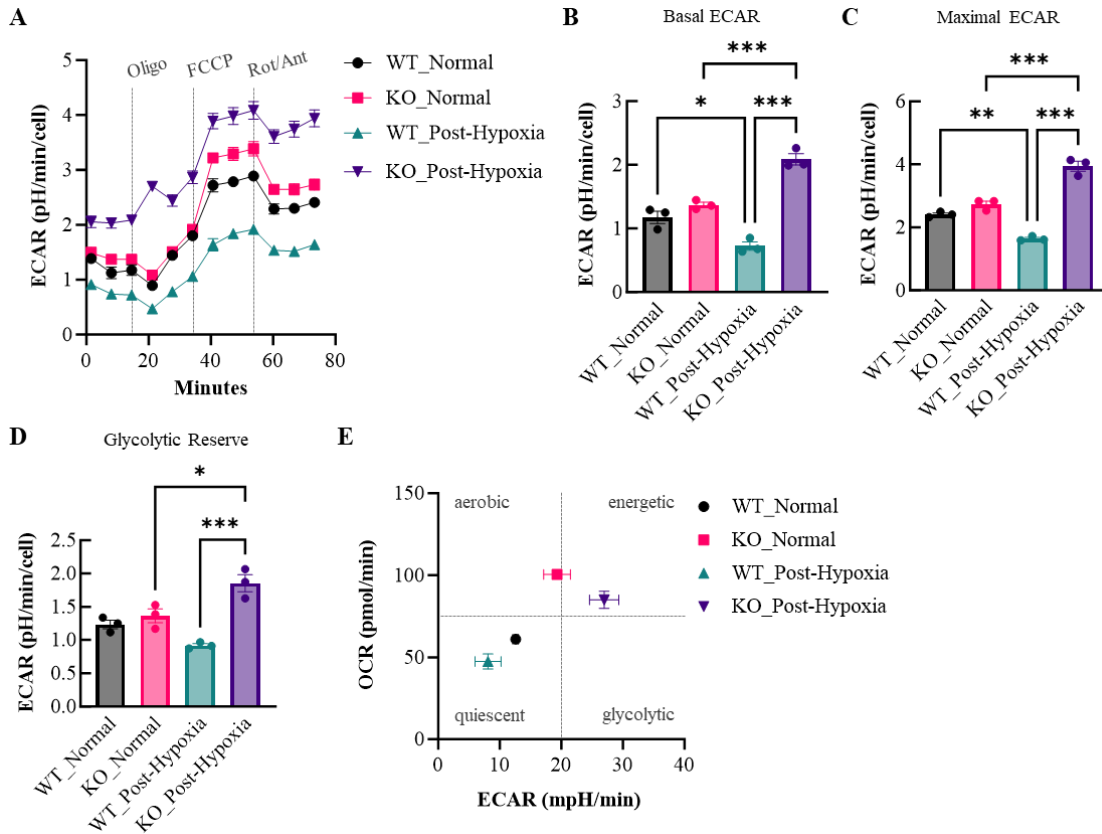 A
Oligo
FCCP
Rot/Ant
ECAR (pH/min/cell)
5
4
3
2
1
0
0 20 40 60 80
Minutes
WT_Normal
KO_Normal
WT_Post-Hypoxia
KO_Post-Hypoxia
B
Basal ECAR
***
* ***
ECAR (pH/min/cell)
3
2
1
0
WT_Normal
KO_Normal
WT_Post-Hypoxia
KO_Post-Hypoxia
C
Maximal ECAR
***
** ***
ECAR (pH/min/cell)
6
4
2
0
WT_Normal
KO_Normal
WT_Post-Hypoxia
KO_Post-Hypoxia
D
Glycolytic Reserve
*
***
ECAR (pH/min/cell)
2.5
2.0
1.5
1.0
0.5
0.0
WT_Normal
KO_Normal
WT_Post-Hypoxia
KO_Post-Hypoxia
E
OCR (pmol/min)
150
100
50
0
aerobic energetic
quiescent glycolytic
0 10 20 30 40
ECAR (mpH/min)
WT_Normal
KO_Normal
WT_Post-Hypoxia
KO_Post-Hypoxia